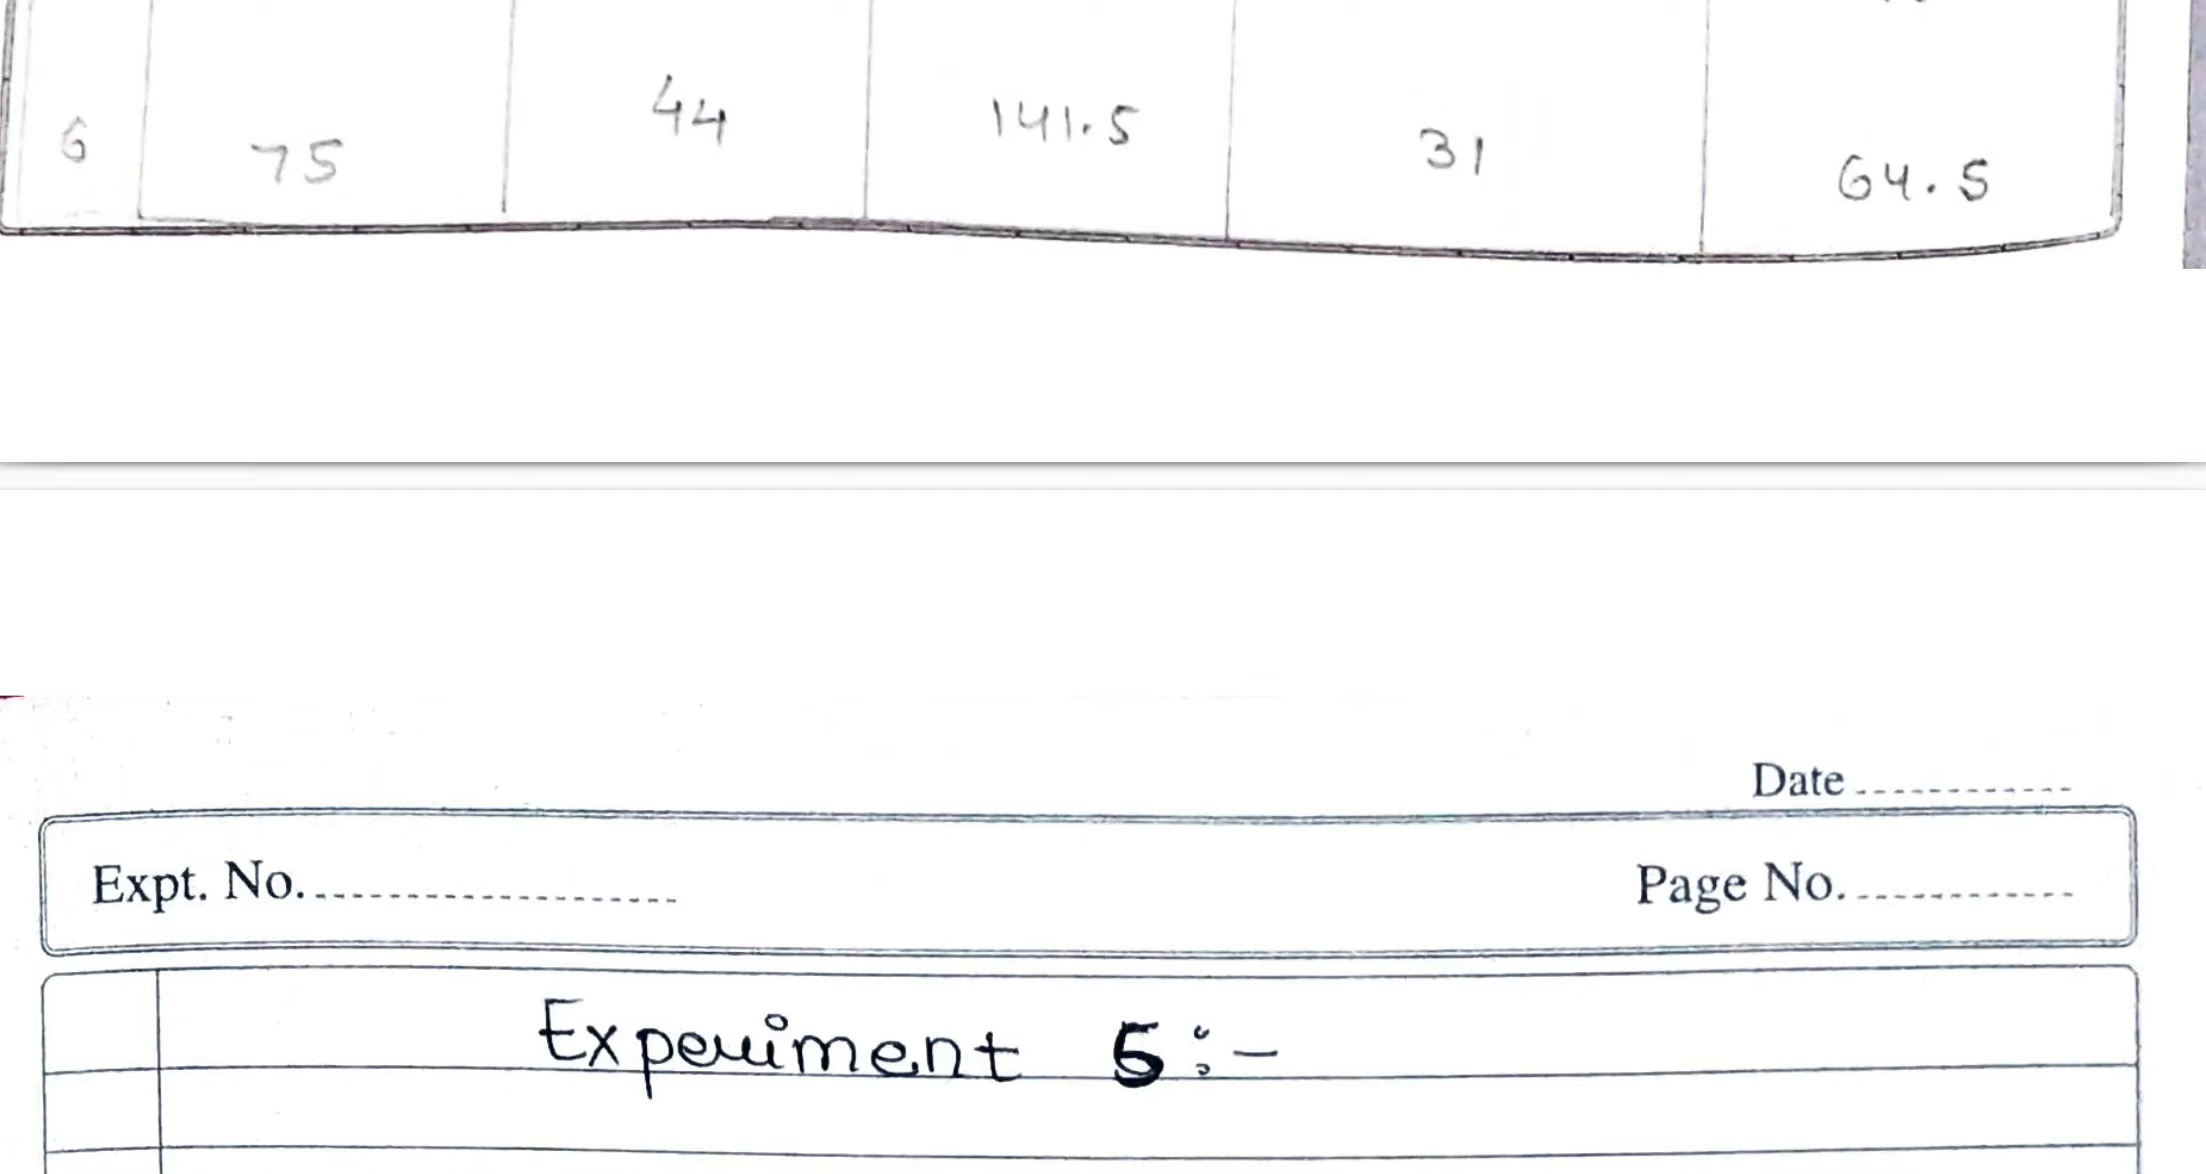 6 75 44 141.5 31 64.5
Date
Expt. No. Page No.
Experiment 5:-